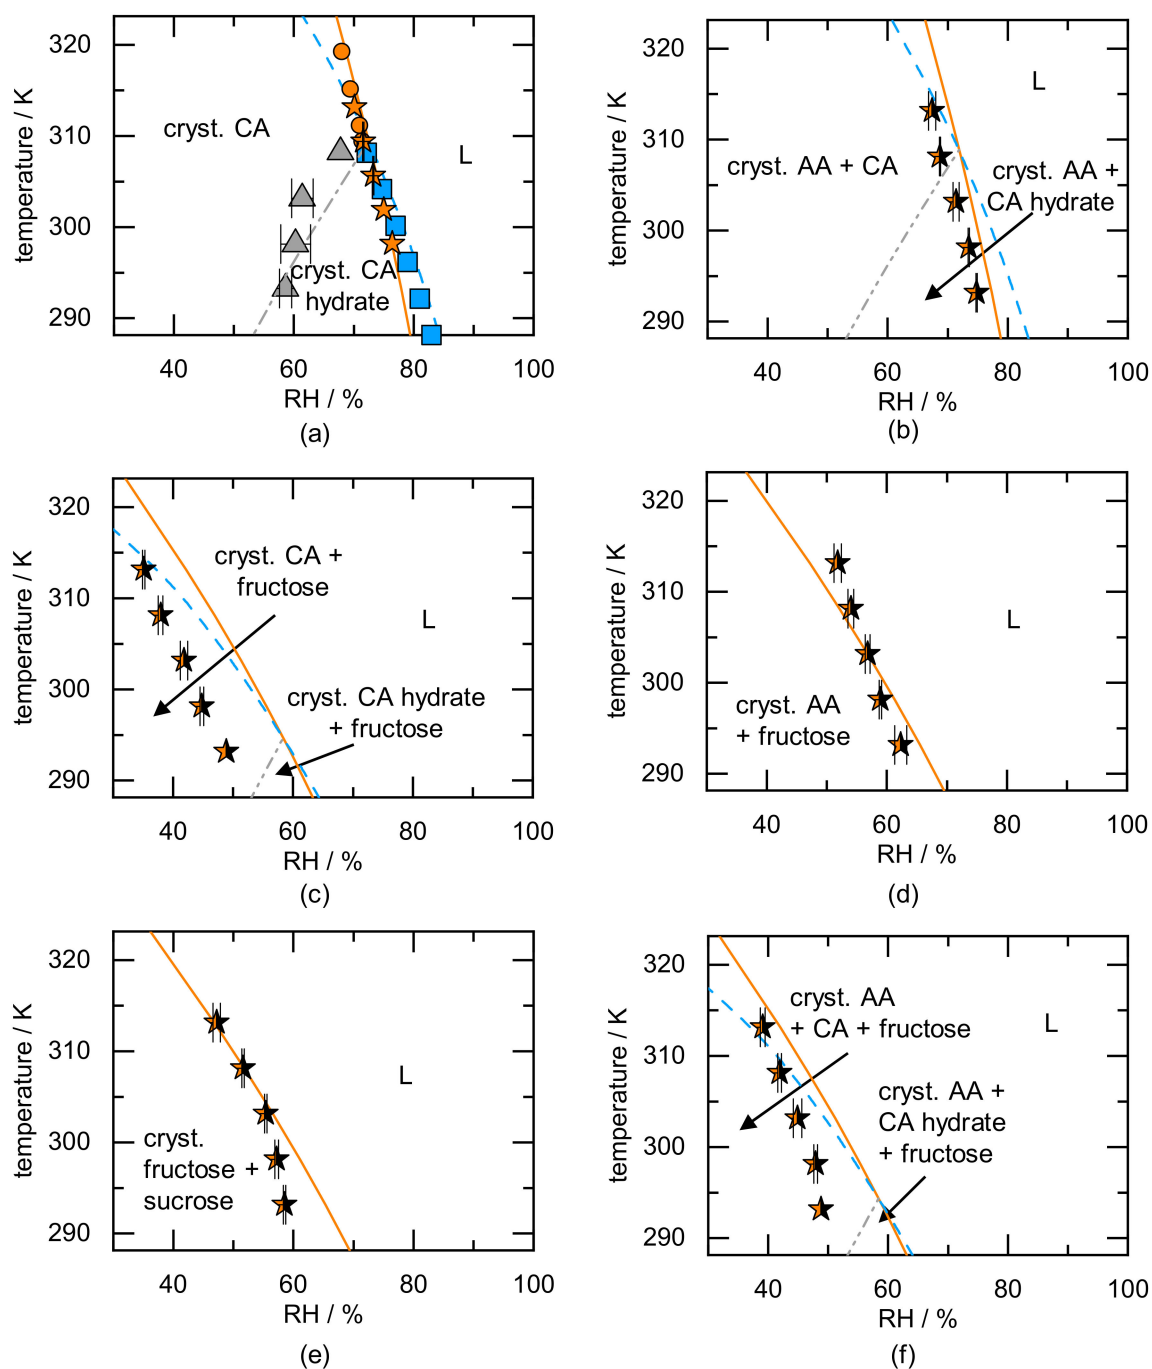 320
310
300
290
temperature / K
cryst. CA
L
cryst. CA
hydrate
40
60
80
100
RH / %
(a)
320
310
300
290
temperature / K
L
cryst. AA + CA
cryst. AA +
CA hydrate
40
60
80
100
RH / %
(b)
320
310
300
290
temperature / K
cryst. CA +
fructose
L
cryst. CA hydrate
+ fructose
40
60
80
100
RH / %
(c)
320
310
300
290
temperature / K
L
cryst. AA
+ fructose
40
60
80
100
RH / %
(d)
320
310
300
290
temperature / K
L
cryst.
fructose +
sucrose
40
60
80
100
RH / %
(e)
320
310
300
290
temperature / K
cryst. AA
+ CA + fructose
L
cryst. AA +
CA hydrate
+ fructose
40
60
80
100
RH / %
(f)